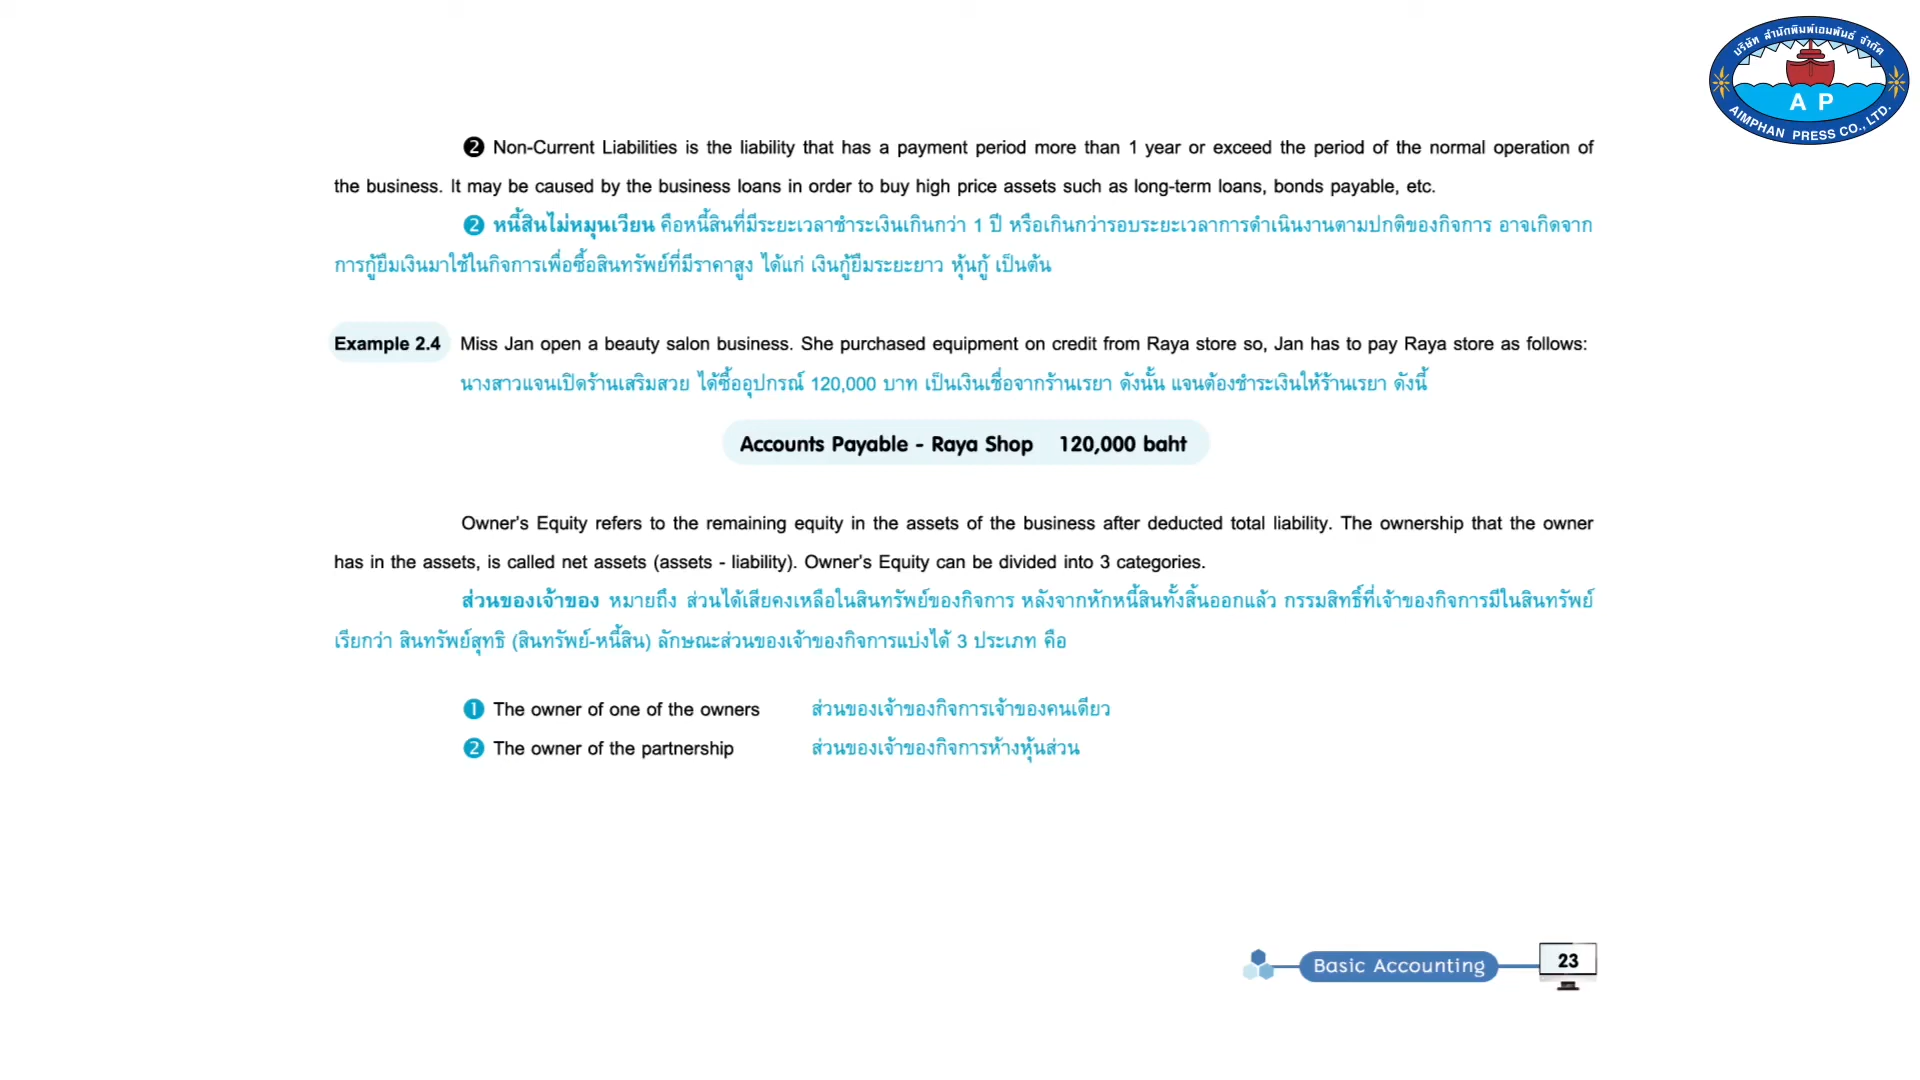 บริษัท สำนักพิมพ์เอมพันธ์ จำกัด
A P
AIMPHAN PRESS CO., LTD.
❷ Non-Current Liabilities is the liability that has a payment period more than 1 year or exceed the period of the normal operation of
the business. It may be caused by the business loans in order to buy high price assets such as long-term loans, bonds payable, etc.
❷ หนี้สินไม่หมุนเวียน คือหนี้สินที่มีระยะเวลาชำระเงินเกินกว่า 1 ปี หรือเกินกว่ารอบระยะเวลาการดำเนินงานตามปกติของกิจการ อาจเกิดจาก
การกู้ยืมเงินมาใช้ในกิจการเพื่อซื้อสินทรัพย์ที่มีราคาสูง ได้แก่ เงินกู้ยืมระยะยาว หุ้นกู้ เป็นต้น
Example 2.4 Miss Jan open a beauty salon business. She purchased equipment on credit from Raya store so, Jan has to pay Raya store as follows:
นางสาวแจนเปิดร้านเสริมสวย ได้ซื้ออุปกรณ์ 120,000 บาท เป็นเงินเชื่อจากร้านเรยา ดังนั้น แจนต้องชำระเงินให้ร้านเรยา ดังนี้
Accounts Payable - Raya Shop 120,000 baht
Owner's Equity refers to the remaining equity in the assets of the business after deducted total liability. The ownership that the owner
has in the assets, is called net assets (assets - liability). Owner's Equity can be divided into 3 categories.
ส่วนของเจ้าของ หมายถึง ส่วนได้เสียคงเหลือในสินทรัพย์ของกิจการ หลังจากหักหนี้สินทั้งสิ้นออกแล้ว กรรมสิทธิ์ที่เจ้าของกิจการมีในสินทรัพย์
เรียกว่า สินทรัพย์สุทธิ (สินทรัพย์-หนี้สิน) ลักษณะส่วนของเจ้าของกิจการแบ่งได้ 3 ประเภท คือ
❶ The owner of one of the owners ส่วนของเจ้าของกิจการเจ้าของคนเดียว
❷ The owner of the partnership ส่วนของเจ้าของกิจการห้างหุ้นส่วน
Basic Accounting 23